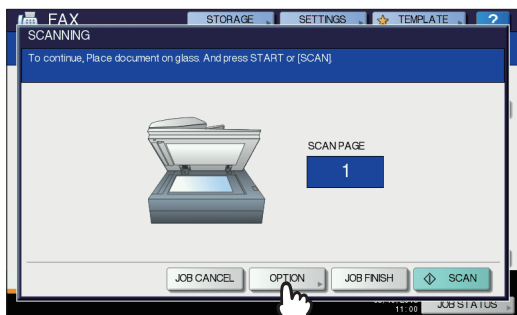 FAX STORAGE SETTINGS TEMPLATE ?
SCANNING
To continue, Place document on glass. And press START or [SCAN].
SCAN PAGE
1
JOB CANCEL OPTION JOB FINISH SCAN
11:00 JOB STATUS